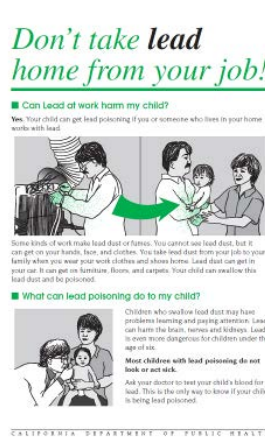 Don't take lead
home from your job!
Can Lead at work harm my child?
Yes. Your child can get lead poisoning if you or someone who lives in your home
works with lead
Some kinds of work make lead dust or fumes. You cannot see lead dust, but it
can get on your hands, face, and clothes. You take lead dust from your job to your
family when you wear your work clothes and shoes home. Lead dust can get in
your car. It can get on furniture, floors, and carpets. Your child can swallow this
lead dust and be poisoned.
What can lead poisoning do to my child?
Children who swallow lead dust may have
problems learning and paying attention. Lead
can harm the brain, nerves and kidneys. Lead
is even more dangerous for children under the
age of six.
Most children with lead poisoning do not
look or act sick.
Ask your doctor to test your child's blood for
lead. This is the only way to know if your child
is being lead poisoned.
CALIFORNIA DEPARTMENT OF PUBLIC HEALT